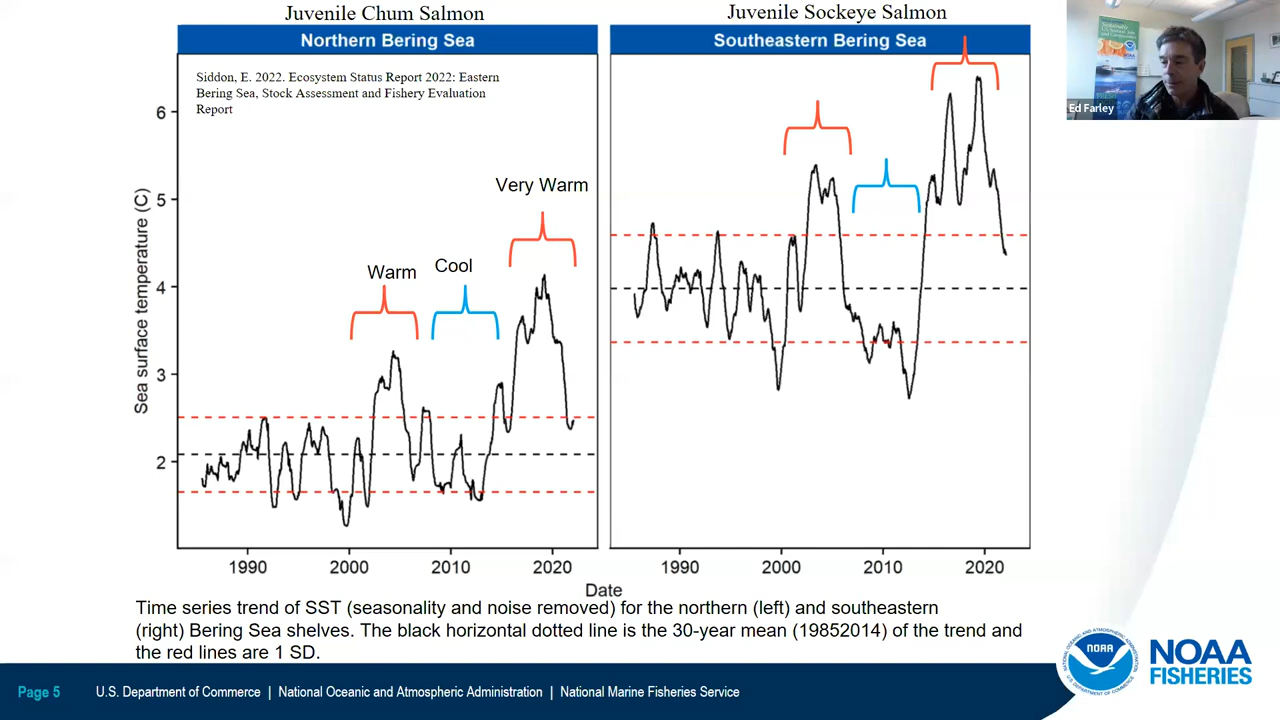 Juvenile Chum Salmon
Juvenile Sockeye Salmon
Northern Bering Sea
Southeastern Bering Sea
Siddon, E. 2022. Ecosystem Status Report 2022: Eastern
Bering Sea, Stock Assessment and Fishery Evaluation
Report
Sea surface temperature (C)
6
5
4
3
2
Very Warm
Warm
Cool
1990
2000
2010
2020
1990
2000
2010
2020
Date
Time series trend of SST (seasonality and noise removed) for the northern (left) and southeastern
(right) Bering Sea shelves. The black horizontal dotted line is the 30-year mean (19852014) of the trend and
the red lines are 1 SD.
Page 5
U.S. Department of Commerce | National Oceanic and Atmospheric Administration | National Marine Fisheries Service
NOAA
NOAA
FISHERIES
Ed Farley